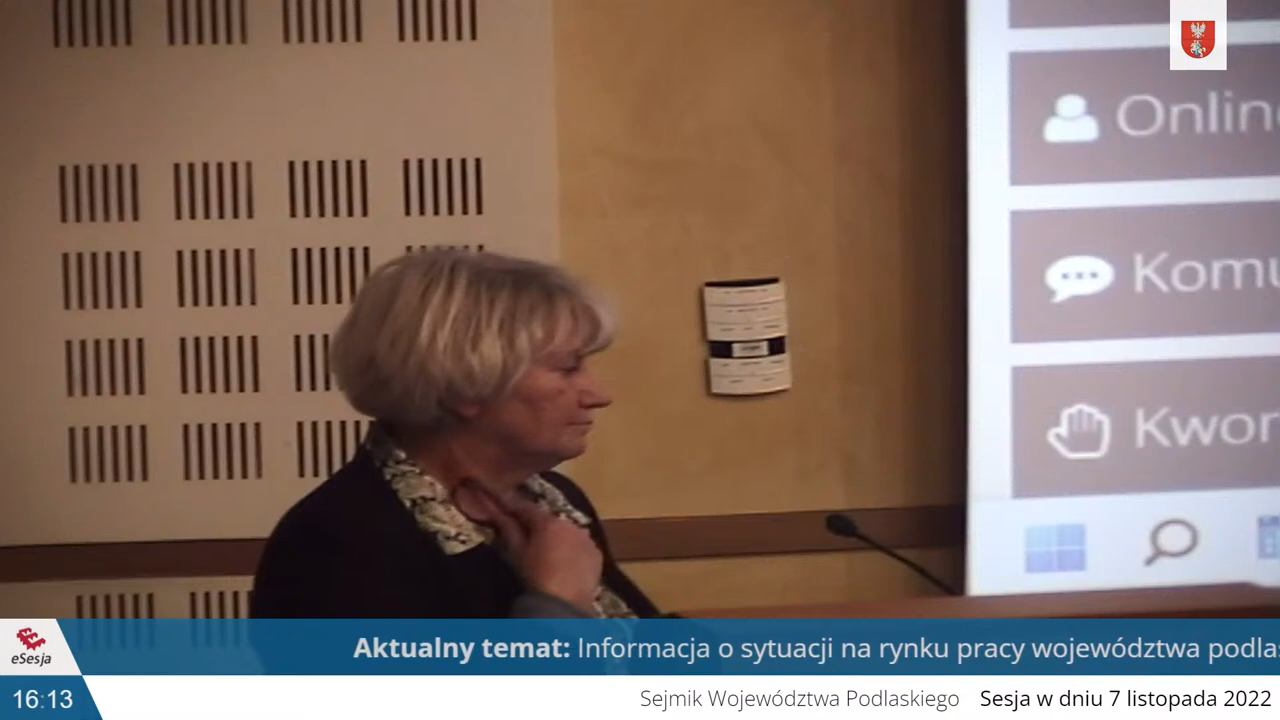 Onlin
Komu
Kwor
Aktualny temat: Informacja o sytuacji na rynku pracy województwa podlas
eSesja
16:13
Sejmik Województwa Podlaskiego
Sesja w dniu 7 listopada 2022